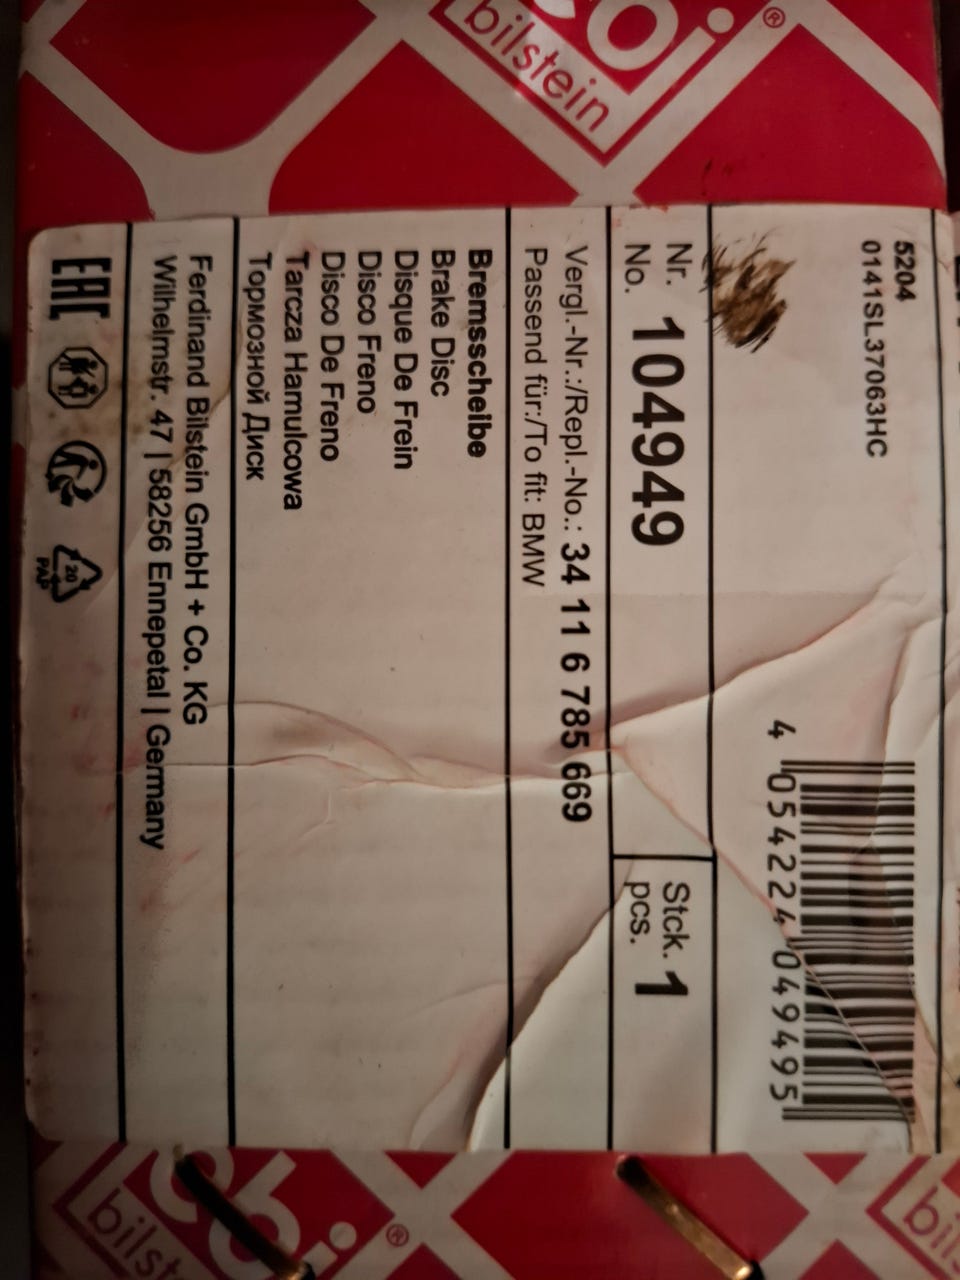 bilstein
5204
0141SL37063HC
4 054224 049495
Nr. 104949
No.
Stck. 1
pcs.
Vergl.-Nr.:/Repl.-No.: 34 11 6 785 669
Passend für:/To fit: BMW
Bremsscheibe
Brake Disc
Disque De Frein
Disco Freno
Disco De Freno
Tarcza Hamulcowa
Тормозной Диск
Ferdinand Bilstein GmbH + Co. KG
Wilhelmstr. 47 | 58256 Ennepetal | Germany
EAC
20
PAP